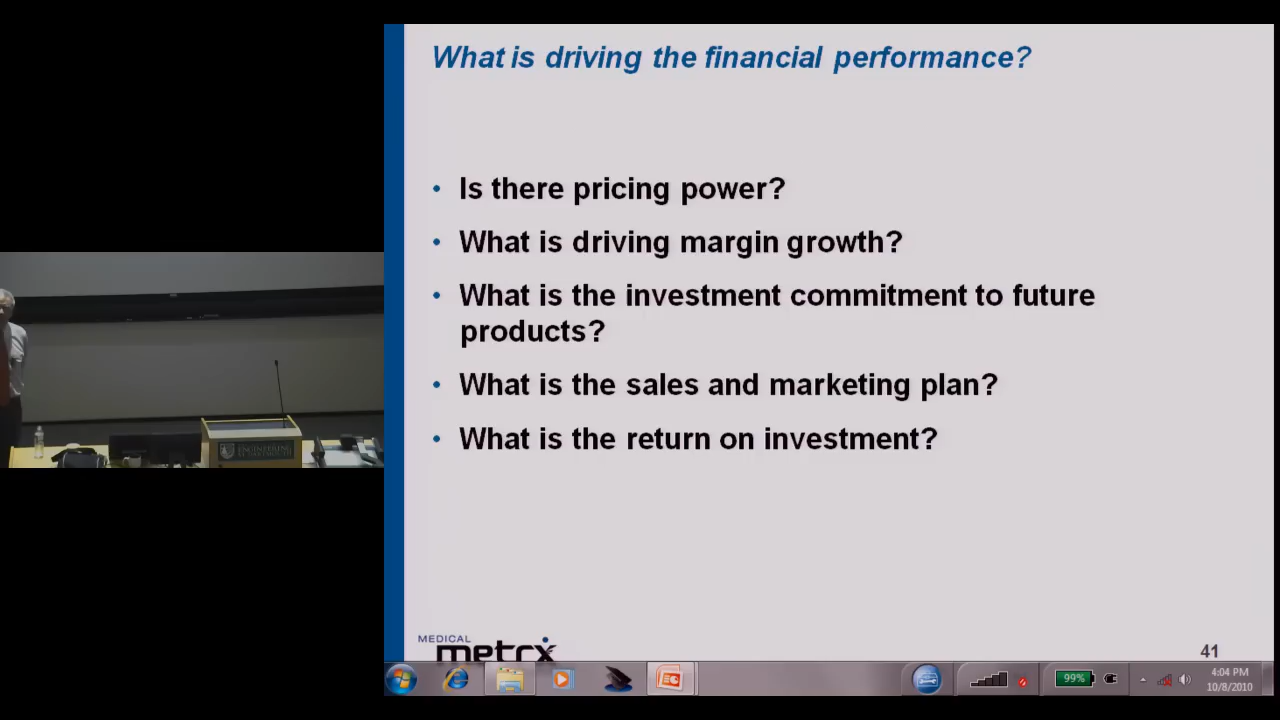 What is driving the financial performance?
• Is there pricing power?
• What is driving margin growth?
• What is the investment commitment to future
products?
• What is the sales and marketing plan?
• What is the return on investment?
MEDICAL
metrx
41
99%
4:04 PM
10/8/2010
ENGINEERING